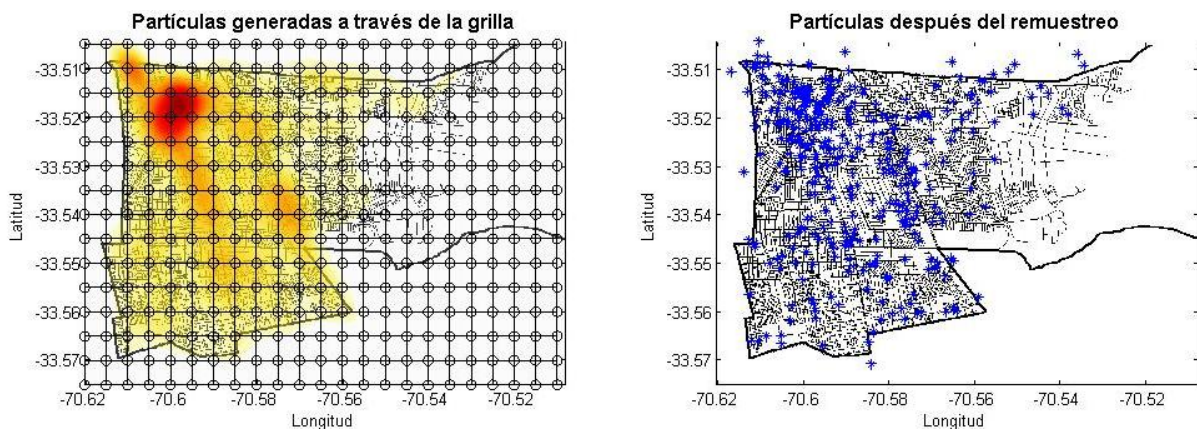 Partículas generadas a través de la grilla
-33.51
-33.52
-33.53
-33.54
-33.55
-33.56
-33.57
Latitud
-70.62 -70.6 -70.58 -70.56 -70.54 -70.52
Longitud
Partículas después del remuestreo
-33.51
-33.52
-33.53
-33.54
-33.55
-33.56
-33.57
Latitud
-70.62 -70.6 -70.58 -70.56 -70.54 -70.52
Longitud